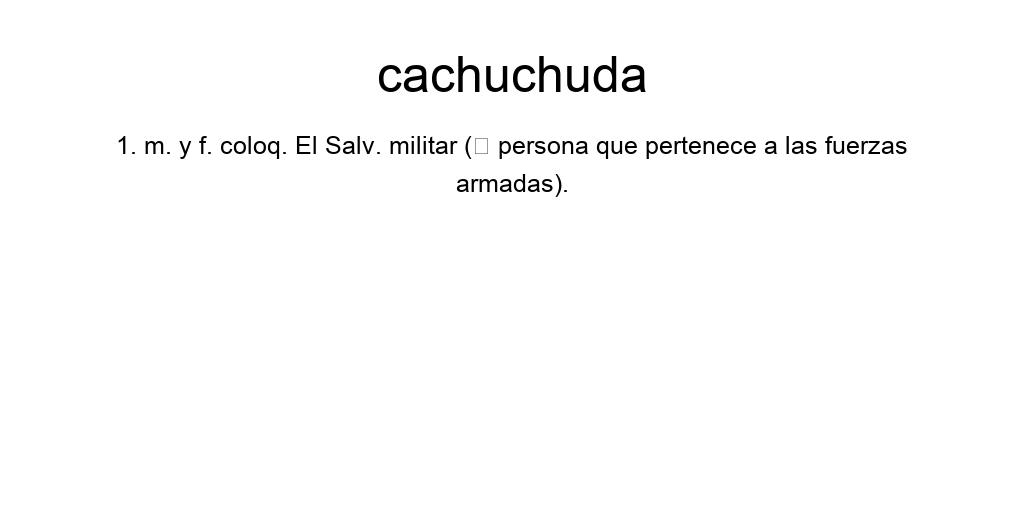 cachuchuda
1. m. y f. coloq. El Salv. militar (□ persona que pertenece a las fuerzas
armadas).